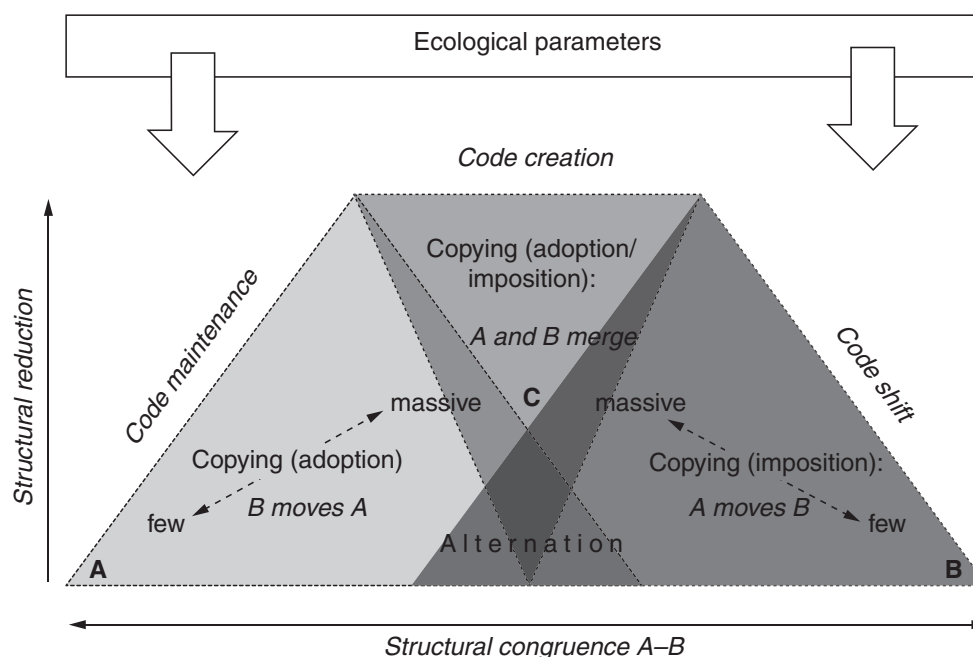 Ecological parameters
Code creation
Structural reduction
Code maintenance
Code shift
Copying (adoption/
imposition):
A and B merge
C
massive
massive
Copying (adoption)
Copying (imposition):
B moves A
A moves B
few
few
Alternation
A
B
Structural congruence A–B